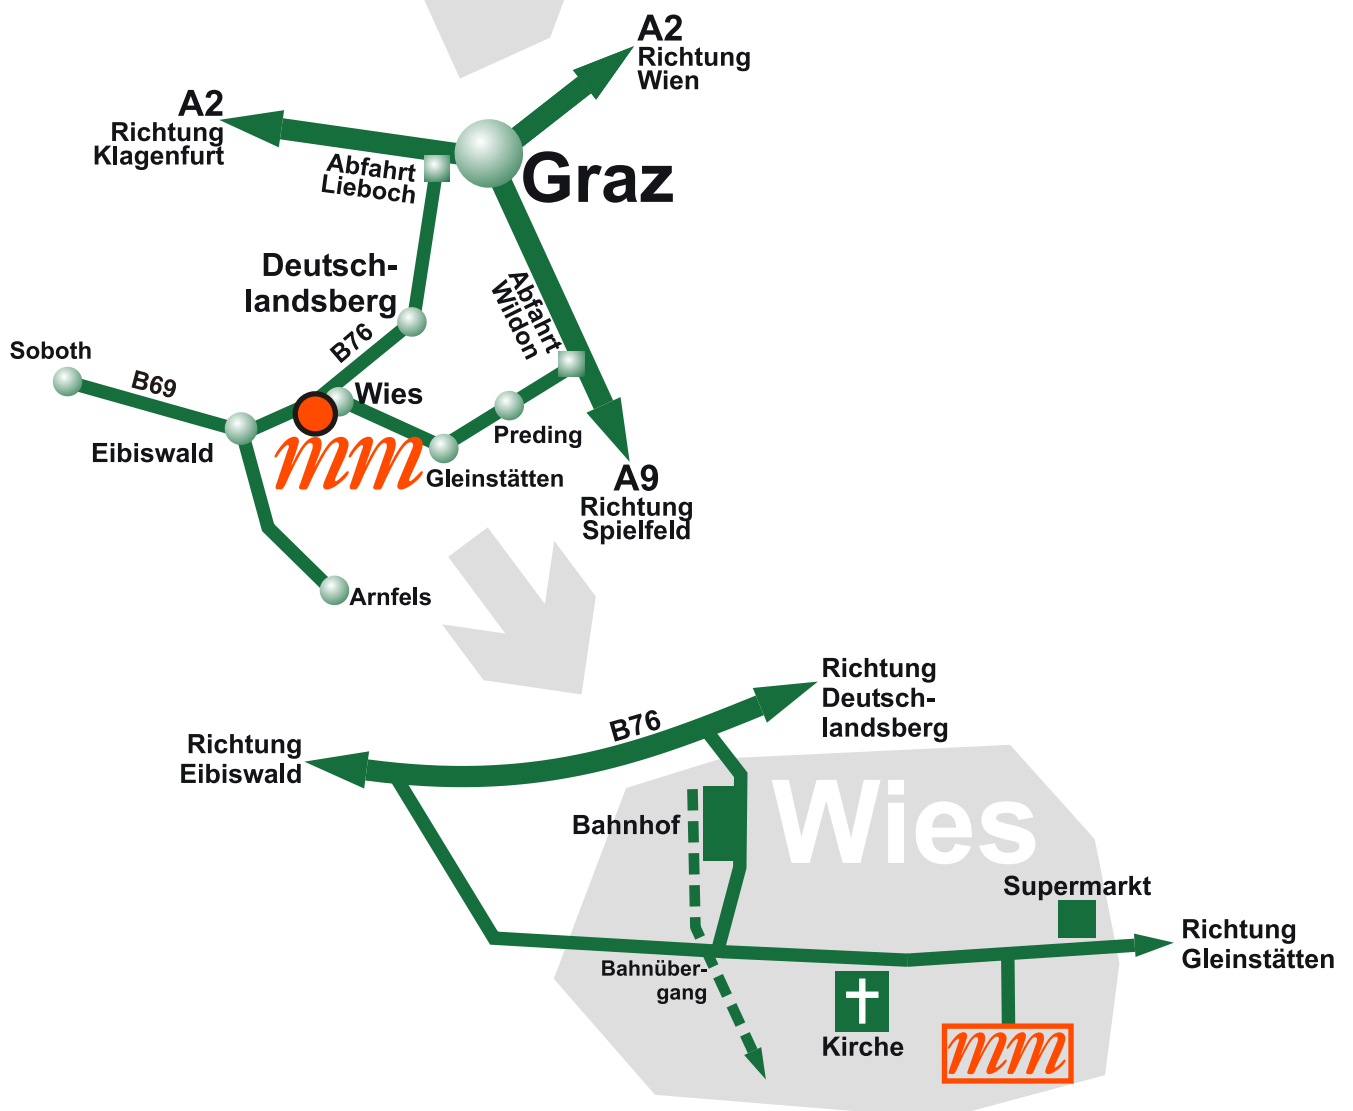 A2
Richtung
Wien
A2
Richtung
Klagenfurt
Abfahrt
Lieboch
Graz
Deutsch-
landsberg
Abfahrt
Wildon
B76
Soboth
B69
Wies
Preding
Eibiswald
mm
Gleinstätten
A9
Richtung
Spielfeld
Arnfels
Richtung
Deutsch-
landsberg
B76
Richtung
Eibiswald
Wies
Bahnhof
Supermarkt
Richtung
Gleinstätten
Bahnüber-
gang
Kirche
mm